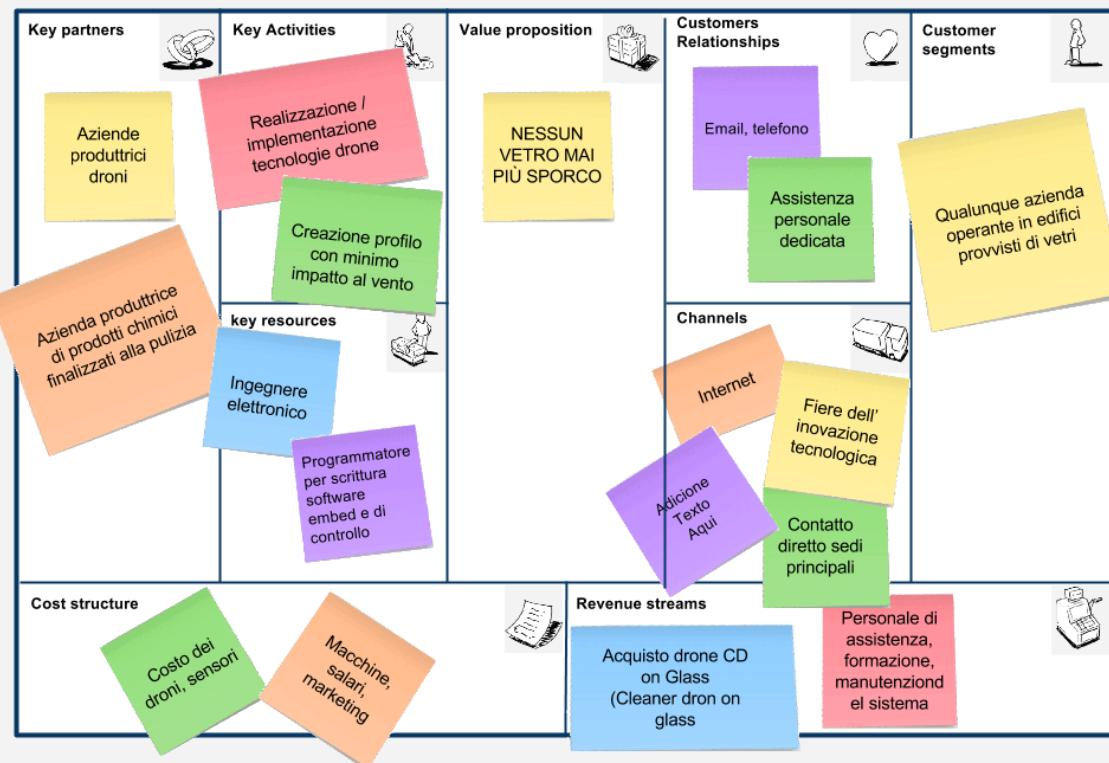 Key partners
Aziende
produttrici
droni
Azienda produttrice
di prodotti chimici
finalizzati alla pulizia
Key Activities
Realizzazione /
implementazione
tecnologie drone
Creazione profilo
con minimo
impatto al vento
key resources
Ingegnere
elettronico
Programmatore
per scrittura
software
embed e di
controllo
Value proposition
NESSUN
VETRO MAI
PIÙ SPORCO
Customers
Relationships
Email, telefono
Assistenza
personale
dedicata
Channels
Internet
Fiere dell'
inovazione
tecnologica
Adicione
Texto
Aqui
Contatto
diretto sedi
principali
Customer
segments
Qualunque azienda
operante in edifici
provvisti di vetri
Cost structure
Costo dei
droni, sensori
Macchine,
salari,
marketing
Revenue streams
Acquisto drone CD
on Glass
(Cleaner dron on
glass
Personale di
assistenza,
formazione,
manutenziond
el sistema